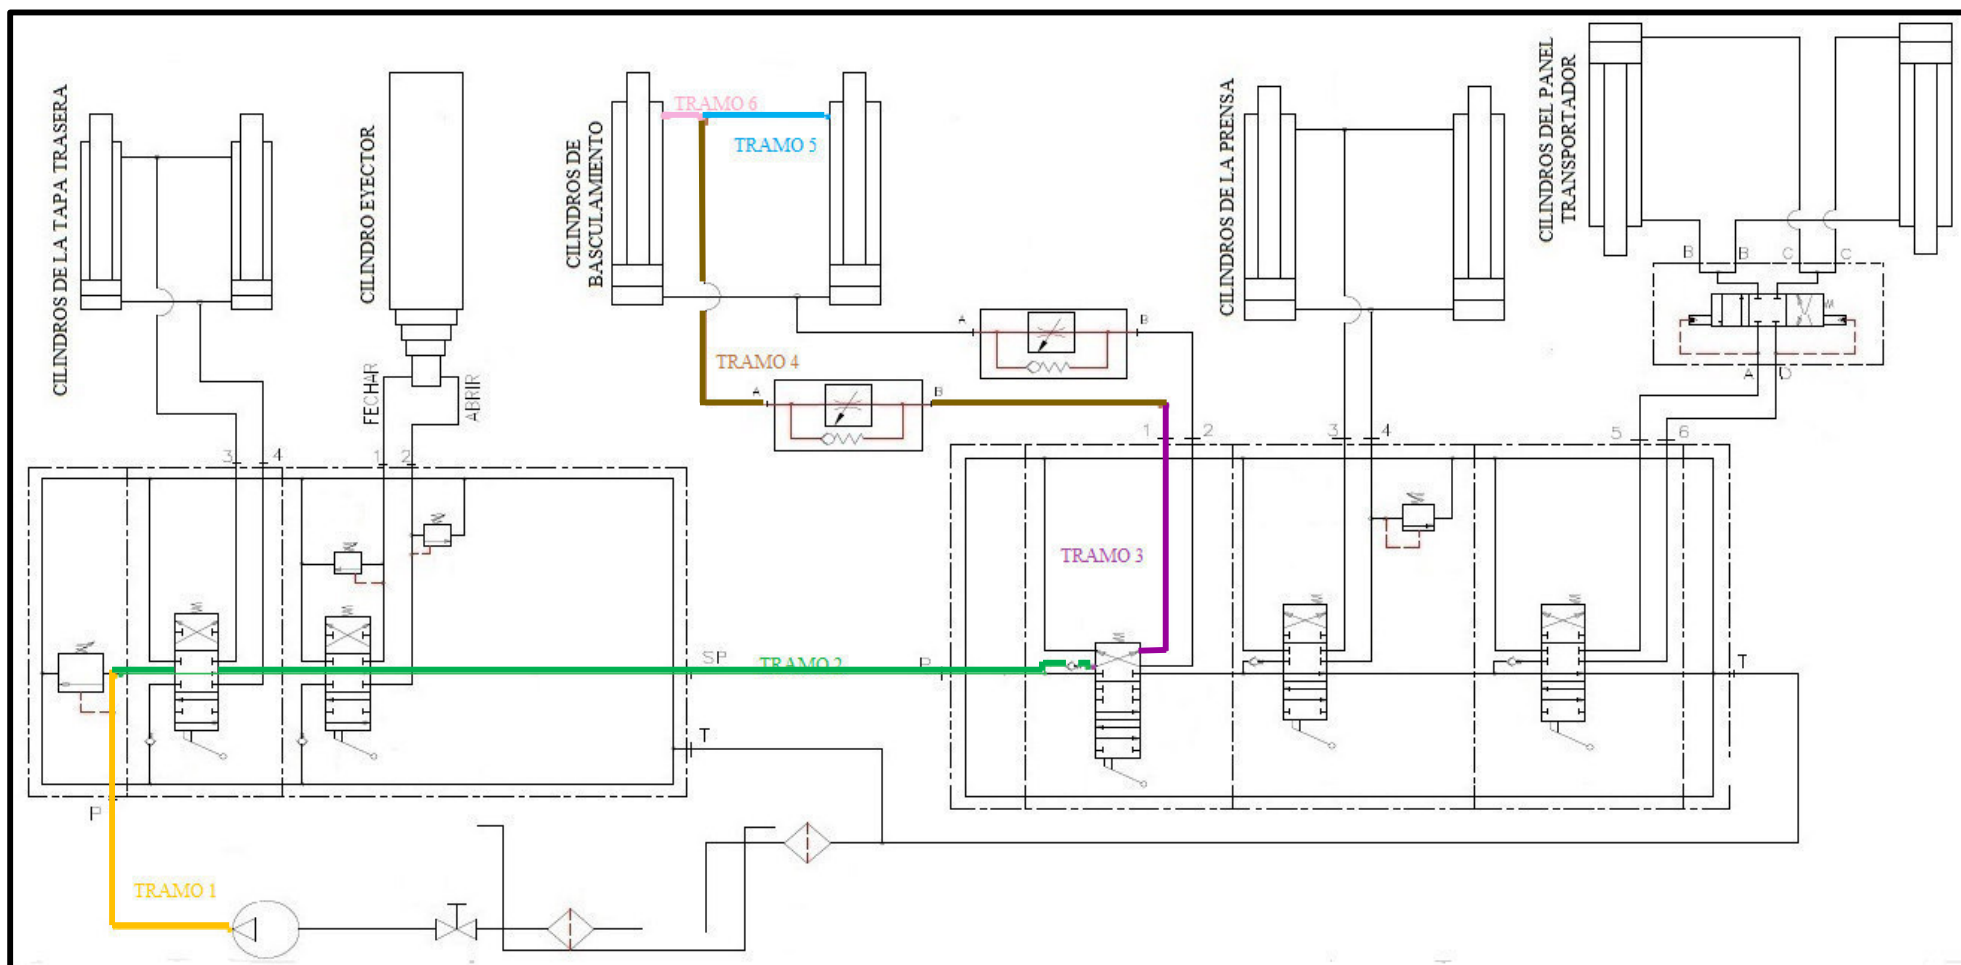 CILINDROS DE LA TAPA TRASERA
CILINDRO EYECTOR
CILINDROS DE
BASCULAMIENTO
TRAMO 6
TRAMO 5
CILINDROS DE LA PRENSA
CILINDROS DEL PANEL
TRANSPORTADOR
B
B
C
C
A
D
A
B
TRAMO 4
A
B
FECHAR
ABRIR
3
4
1
2
1
2
3
4
5
6
TRAMO 3
SP
TRAMO 2
P
T
T
P
TRAMO 1